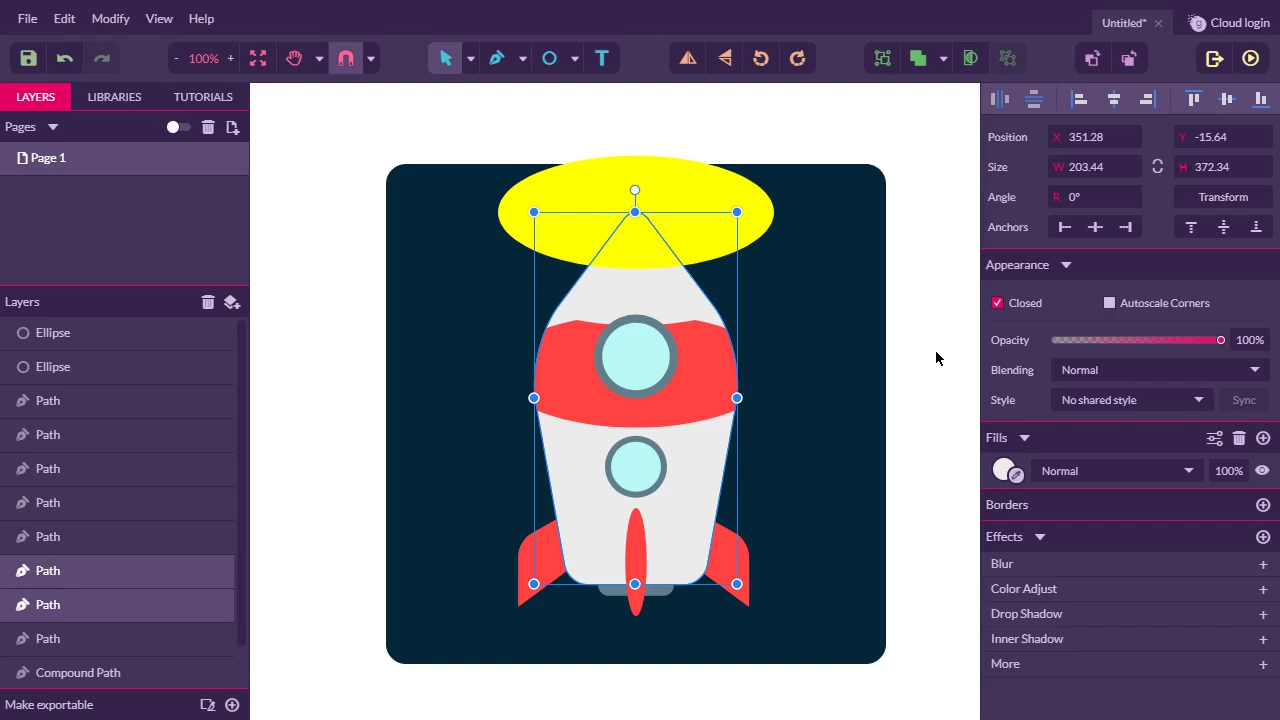 File Edit Modify View Help
Untitled*
Cloud login
- 100% +
LAYERS LIBRARIES TUTORIALS
Pages
Page 1
Layers
Ellipse
Ellipse
Path
Path
Path
Path
Path
Path
Path
Path
Compound Path
Make exportable
Position X 351.28 Y -15.64
Size W 203.44 H 372.34
Angle R 0° Transform
Anchors
Appearance
Closed Autoscale Corners
Opacity 100%
Blending Normal
Style No shared style Sync
Fills
Normal 100%
Borders
Effects
Blur +
Color Adjust +
Drop Shadow +
Inner Shadow +
More +